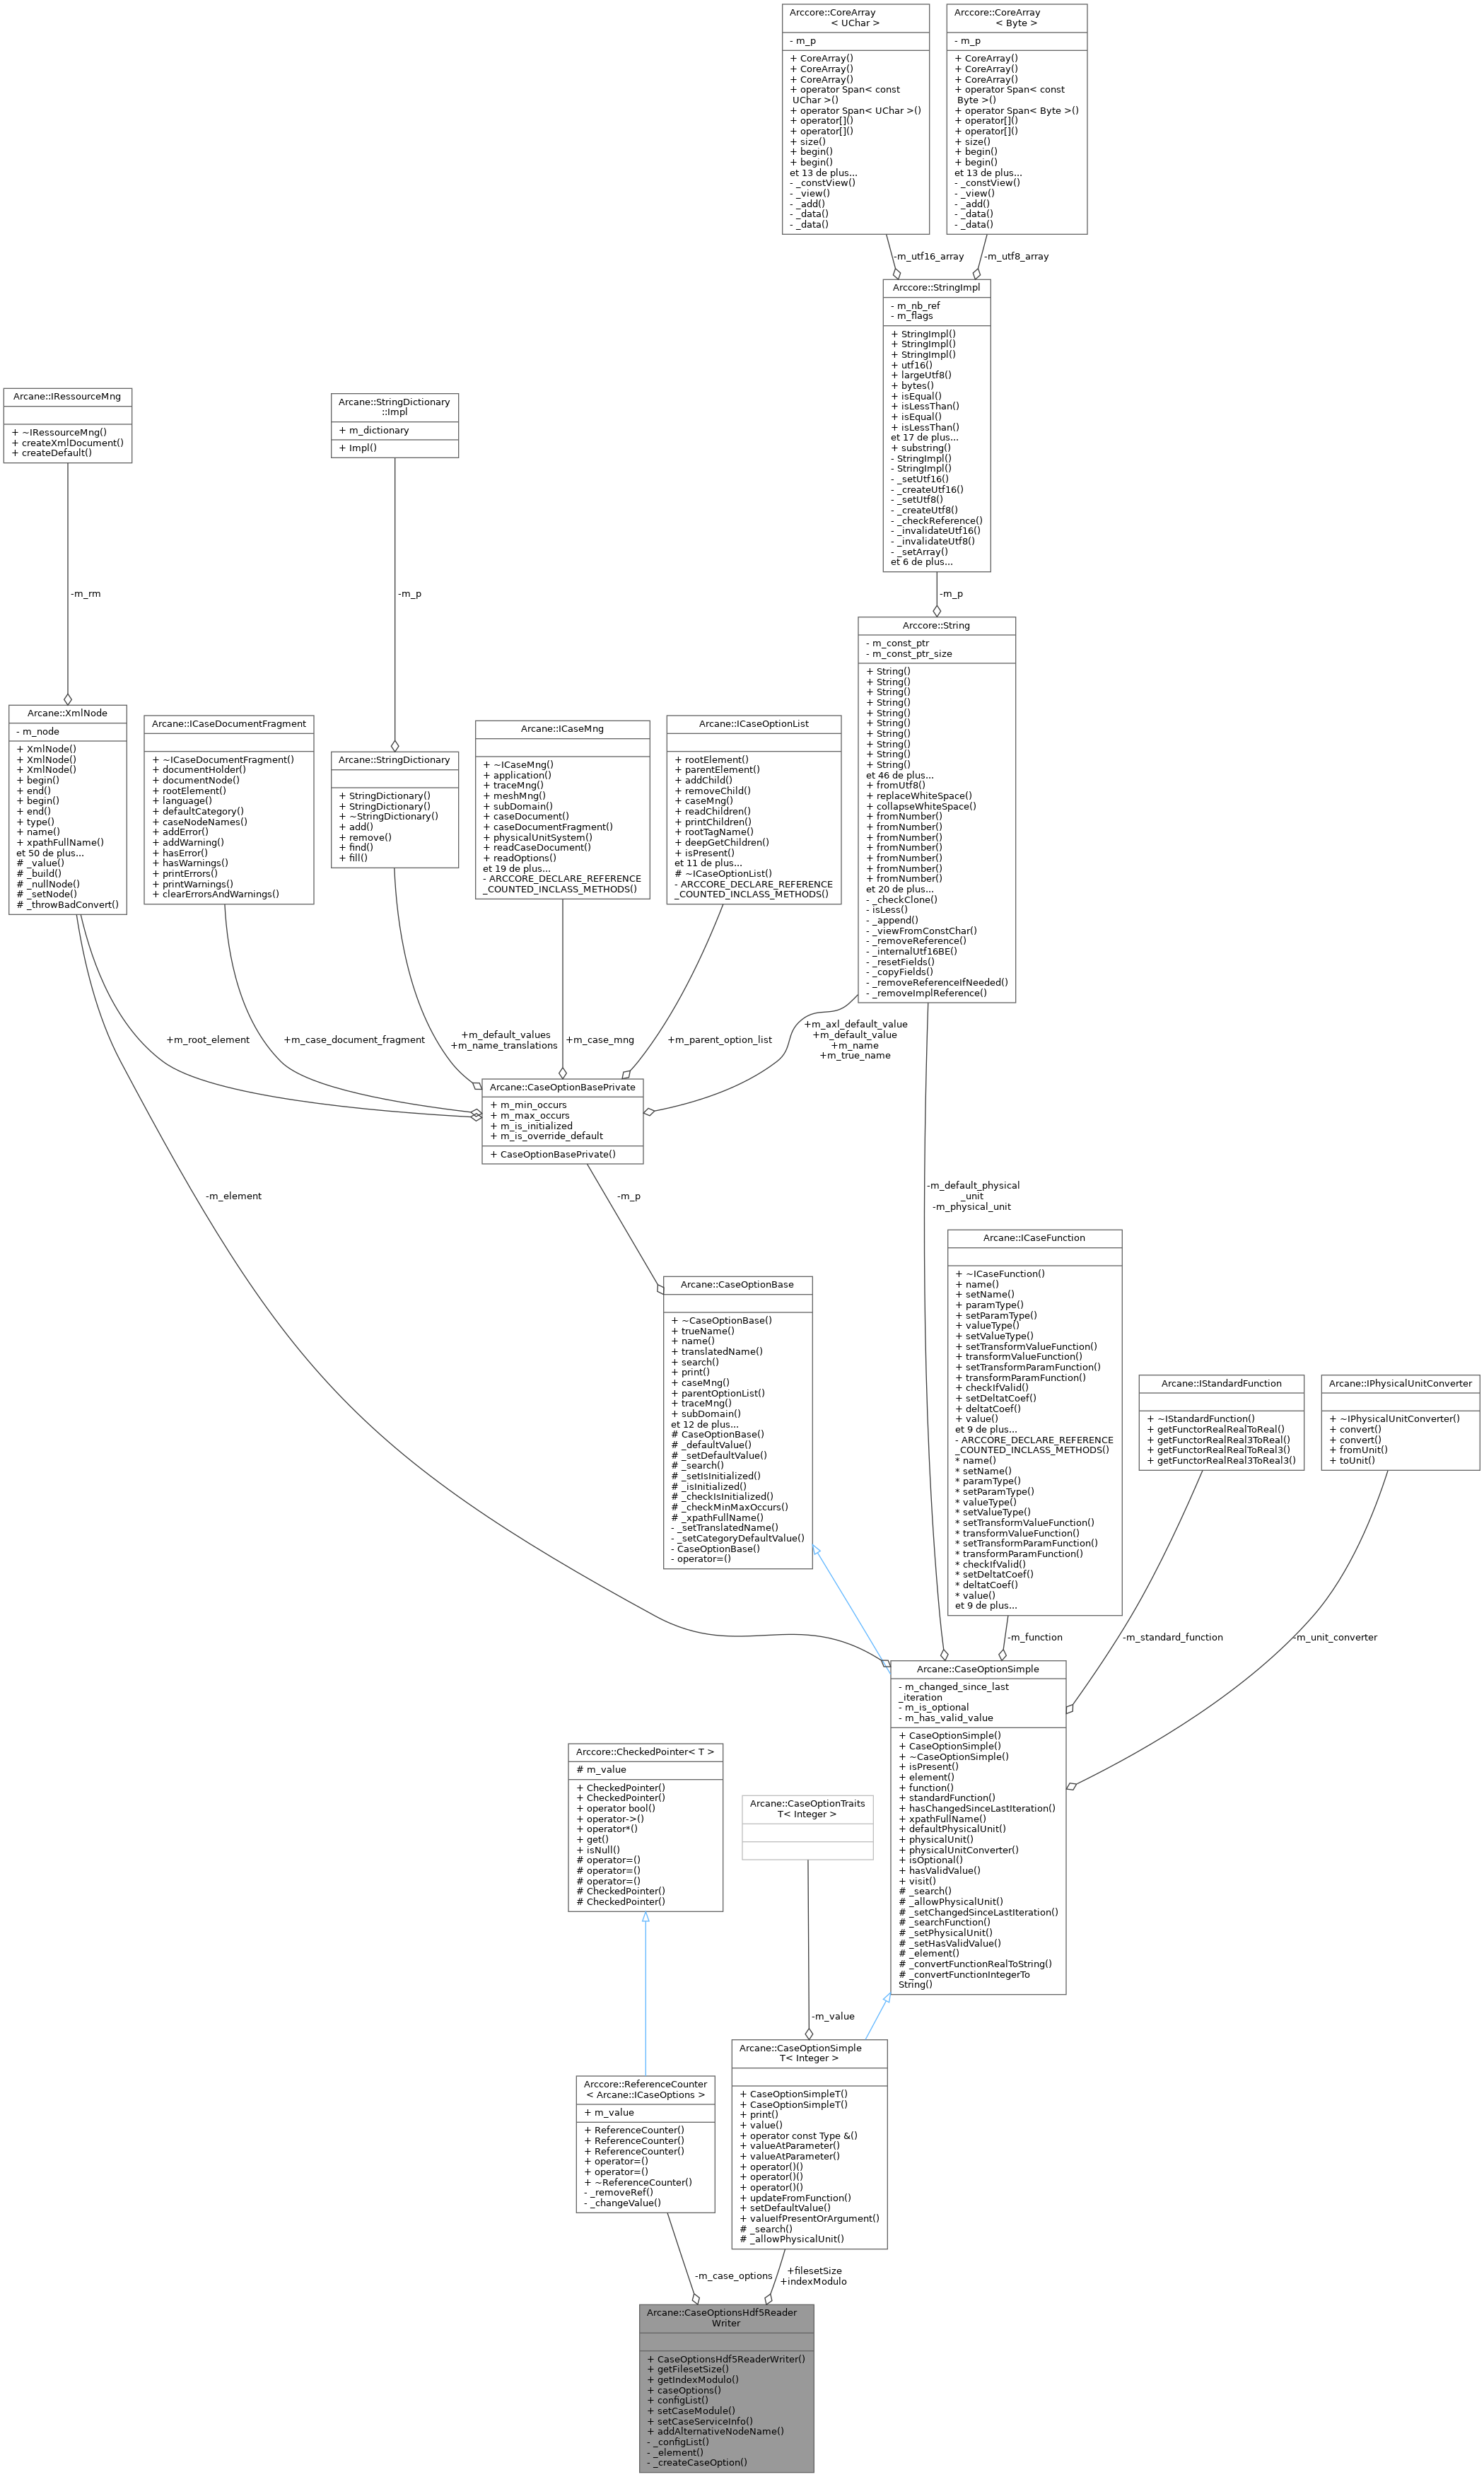 Arccore::CoreArray
< UChar >
- m_p
+ CoreArray()
+ CoreArray()
+ CoreArray()
+ operator Span< const
UChar >()
+ operator Span< UChar >()
+ operator[]()
+ operator[]()
+ size()
+ begin()
+ begin()
et 13 de plus...
- _constView()
- _view()
- _add()
- _data()
- _data()
Arccore::CoreArray
< Byte >
- m_p
+ CoreArray()
+ CoreArray()
+ CoreArray()
+ operator Span< const
Byte >()
+ operator Span< Byte >()
+ operator[]()
+ operator[]()
+ size()
+ begin()
+ begin()
et 13 de plus...
- _constView()
- _view()
- _add()
- _data()
- _data()
-m_utf16_array
-m_utf8_array
Arccore::StringImpl
- m_nb_ref
- m_flags
+ StringImpl()
+ StringImpl()
+ StringImpl()
+ utf16()
+ largeUtf8()
+ bytes()
+ isEqual()
+ isLessThan()
+ isEqual()
+ isLessThan()
et 17 de plus...
+ substring()
- StringImpl()
- StringImpl()
- _setUtf16()
- _createUtf16()
- _setUtf8()
- _createUtf8()
- _checkReference()
- _invalidateUtf16()
- _invalidateUtf8()
- _setArray()
et 6 de plus...
Arcane::IRessourceMng
+ ~IRessourceMng()
+ createXmlDocument()
+ createDefault()
Arcane::StringDictionary
::Impl
+ m_dictionary
+ Impl()
-m_rm
-m_p
-m_p
Arccore::String
- m_const_ptr
- m_const_ptr_size
+ String()
+ String()
+ String()
+ String()
+ String()
+ String()
+ String()
+ String()
+ String()
+ String()
et 46 de plus...
+ fromUtf8()
+ replaceWhiteSpace()
+ collapseWhiteSpace()
+ fromNumber()
+ fromNumber()
+ fromNumber()
+ fromNumber()
+ fromNumber()
+ fromNumber()
+ fromNumber()
et 20 de plus...
- _checkClone()
- isLess()
- _append()
- _viewFromConstChar()
- _removeReference()
- _internalUtf16BE()
- _resetFields()
- _copyFields()
- _removeReferenceIfNeeded()
- _removeImplReference()
Arcane::XmlNode
- m_node
+ XmlNode()
+ XmlNode()
+ XmlNode()
+ begin()
+ end()
+ begin()
+ end()
+ type()
+ name()
+ xpathFullName()
et 50 de plus...
# _value()
# _build()
# _nullNode()
# _setNode()
# _throwBadConvert()
Arcane::ICaseDocumentFragment
+ ~ICaseDocumentFragment()
+ documentHolder()
+ documentNode()
+ rootElement()
+ language()
+ defaultCategory()
+ caseNodeNames()
+ addError()
+ addWarning()
+ hasError()
+ hasWarnings()
+ printErrors()
+ printWarnings()
+ clearErrorsAndWarnings()
Arcane::StringDictionary
+ StringDictionary()
+ StringDictionary()
+ ~StringDictionary()
+ add()
+ remove()
+ find()
+ fill()
Arcane::ICaseMng
+ ~ICaseMng()
+ application()
+ traceMng()
+ meshMng()
+ subDomain()
+ caseDocument()
+ caseDocumentFragment()
+ physicalUnitSystem()
+ readCaseDocument()
+ readOptions()
et 19 de plus...
- ARCCORE_DECLARE_REFERENCE
_COUNTED_INCLASS_METHODS()
Arcane::ICaseOptionList
+ rootElement()
+ parentElement()
+ addChild()
+ removeChild()
+ caseMng()
+ readChildren()
+ printChildren()
+ rootTagName()
+ deepGetChildren()
+ isPresent()
et 11 de plus...
# ~ICaseOptionList()
- ARCCORE_DECLARE_REFERENCE
_COUNTED_INCLASS_METHODS()
+m_root_element
+m_case_document_fragment
+m_default_values
+m_name_translations
+m_case_mng
+m_parent_option_list
+m_axl_default_value
+m_default_value
+m_name
+m_true_name
Arcane::CaseOptionBasePrivate
+ m_min_occurs
+ m_max_occurs
+ m_is_initialized
+ m_is_override_default
+ CaseOptionBasePrivate()
-m_element
-m_p
-m_default_physical
_unit
-m_physical_unit
Arcane::CaseOptionBase
+ ~CaseOptionBase()
+ trueName()
+ name()
+ translatedName()
+ search()
+ print()
+ caseMng()
+ parentOptionList()
+ traceMng()
+ subDomain()
et 12 de plus...
# CaseOptionBase()
# _defaultValue()
# _setDefaultValue()
# _search()
# _setIsInitialized()
# _isInitialized()
# _checkIsInitialized()
# _checkMinMaxOccurs()
# _xpathFullName()
- _setTranslatedName()
- _setCategoryDefaultValue()
- CaseOptionBase()
- operator=()
Arcane::ICaseFunction
+ ~ICaseFunction()
+ name()
+ setName()
+ paramType()
+ setParamType()
+ valueType()
+ setValueType()
+ setTransformValueFunction()
+ transformValueFunction()
+ setTransformParamFunction()
+ transformParamFunction()
+ checkIfValid()
+ setDeltatCoef()
+ deltatCoef()
+ value()
et 9 de plus...
- ARCCORE_DECLARE_REFERENCE
_COUNTED_INCLASS_METHODS()
* name()
* setName()
* paramType()
* setParamType()
* valueType()
* setValueType()
* setTransformValueFunction()
* transformValueFunction()
* setTransformParamFunction()
* transformParamFunction()
* checkIfValid()
* setDeltatCoef()
* deltatCoef()
* value()
et 9 de plus...
Arcane::IStandardFunction
+ ~IStandardFunction()
+ getFunctorRealRealToReal()
+ getFunctorRealReal3ToReal()
+ getFunctorRealRealToReal3()
+ getFunctorRealReal3ToReal3()
Arcane::IPhysicalUnitConverter
+ ~IPhysicalUnitConverter()
+ convert()
+ convert()
+ fromUnit()
+ toUnit()
-m_function
-m_standard_function
-m_unit_converter
Arcane::CaseOptionSimple
- m_changed_since_last
_iteration
- m_is_optional
- m_has_valid_value
+ CaseOptionSimple()
+ CaseOptionSimple()
+ ~CaseOptionSimple()
+ isPresent()
+ element()
+ function()
+ standardFunction()
+ hasChangedSinceLastIteration()
+ xpathFullName()
+ defaultPhysicalUnit()
+ physicalUnit()
+ physicalUnitConverter()
+ isOptional()
+ hasValidValue()
+ visit()
# _search()
# _allowPhysicalUnit()
# _setChangedSinceLastIteration()
# _searchFunction()
# _setPhysicalUnit()
# _setHasValidValue()
# _element()
# _convertFunctionRealToString()
# _convertFunctionIntegerTo
String()
Arccore::CheckedPointer< T >
# m_value
+ CheckedPointer()
+ CheckedPointer()
+ operator bool()
+ operator->()
+ operator*()
+ get()
+ isNull()
# operator=()
# operator=()
# operator=()
# CheckedPointer()
# CheckedPointer()
Arcane::CaseOptionTraits
T< Integer >
-m_value
Arccore::ReferenceCounter
< Arcane::ICaseOptions >
+ m_value
+ ReferenceCounter()
+ ReferenceCounter()
+ ReferenceCounter()
+ operator=()
+ operator=()
+ ~ReferenceCounter()
- _removeRef()
- _changeValue()
Arcane::CaseOptionSimple
T< Integer >
+ CaseOptionSimpleT()
+ CaseOptionSimpleT()
+ print()
+ value()
+ operator const Type &()
+ valueAtParameter()
+ valueAtParameter()
+ operator()()
+ operator()()
+ operator()()
+ updateFromFunction()
+ setDefaultValue()
+ valueIfPresentOrArgument()
# _search()
# _allowPhysicalUnit()
-m_case_options
+filesetSize
+indexModulo
Arcane::CaseOptionsHdf5Reader
Writer
+ CaseOptionsHdf5ReaderWriter()
+ getFilesetSize()
+ getIndexModulo()
+ caseOptions()
+ configList()
+ setCaseModule()
+ setCaseServiceInfo()
+ addAlternativeNodeName()
- _configList()
- _element()
- _createCaseOption()